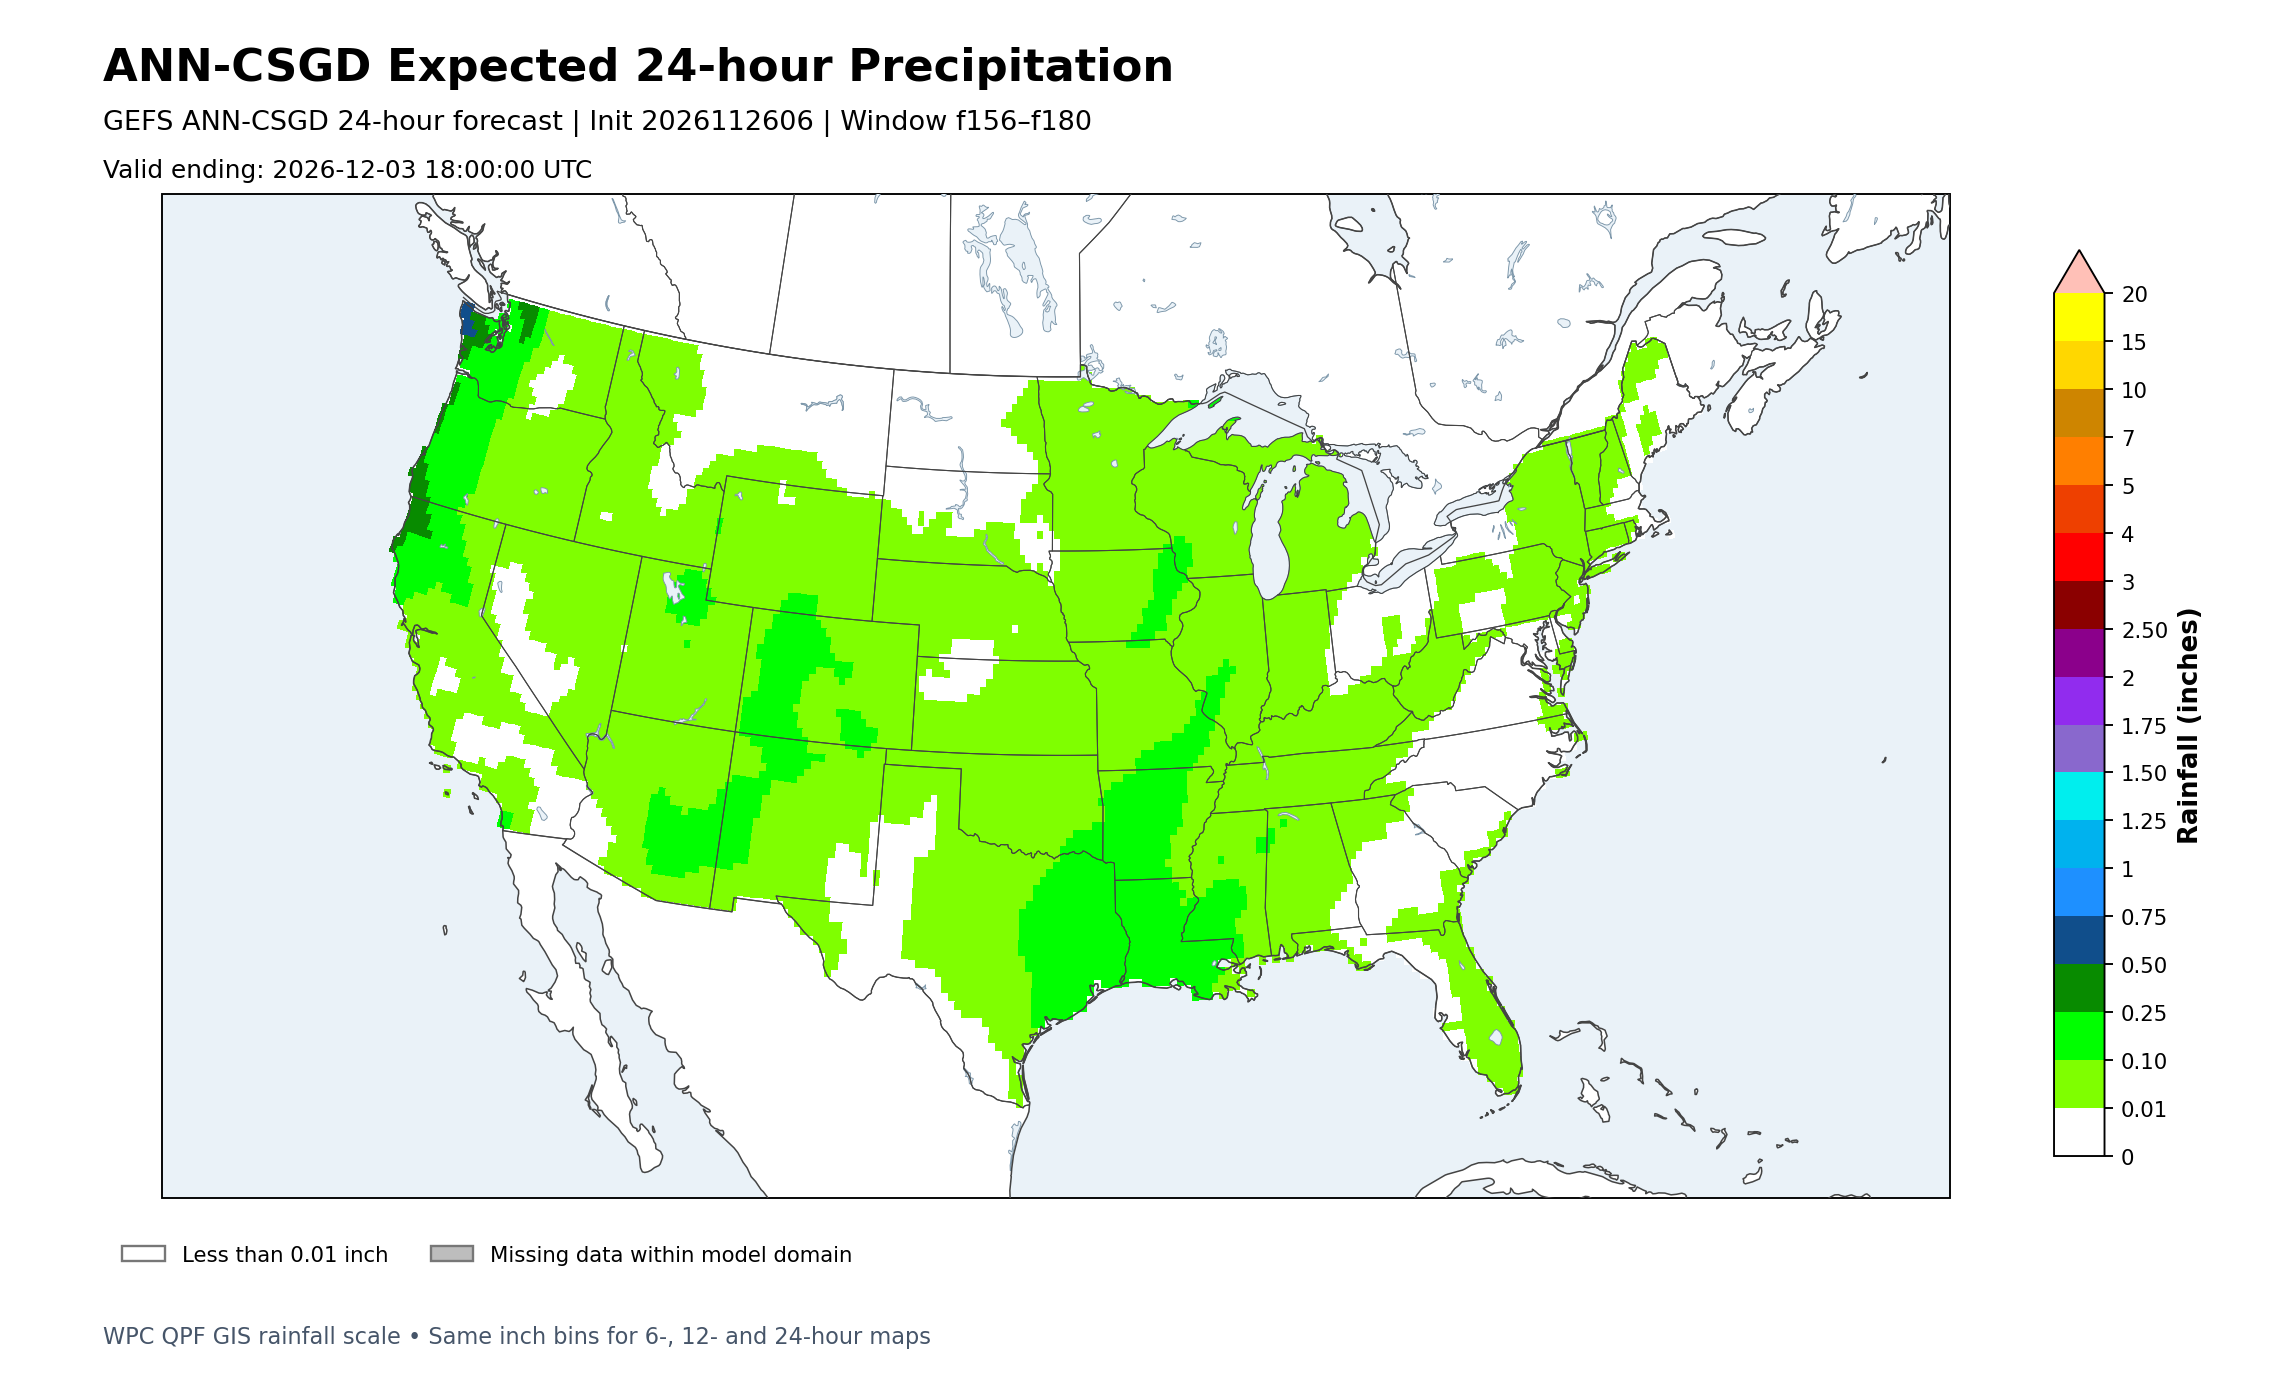 ANN-CSGD Expected 24-hour Precipitation
GEFS ANN-CSGD 24-hour forecast | Init 2026112606 | Window f156–f180
Valid ending: 2026-12-03 18:00:00 UTC
20
15
10
7
5
4
3
2.50
2
1.75
1.50
1.25
1
0.75
0.50
0.25
0.10
0.01
0
Rainfall (inches)
Less than 0.01 inch
Missing data within model domain
WPC QPF GIS rainfall scale • Same inch bins for 6-, 12- and 24-hour maps